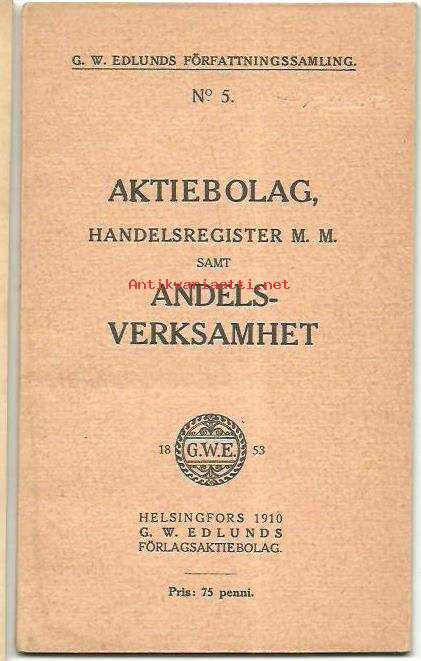 G. W. EDLUNDS FÖRFATTNINGSSAMLING.
Nº 5.
AKTIEBOLAG,
HANDELSREGISTER M. M.
SAMT
Antikvariaatti.net
ANDELS-
VERKSAMHET
18 G.W.E. 53
HELSINGFORS 1910
G. W. EDLUNDS
FÖRLAGSAKTIEBOLAG.
Pris: 75 penni.